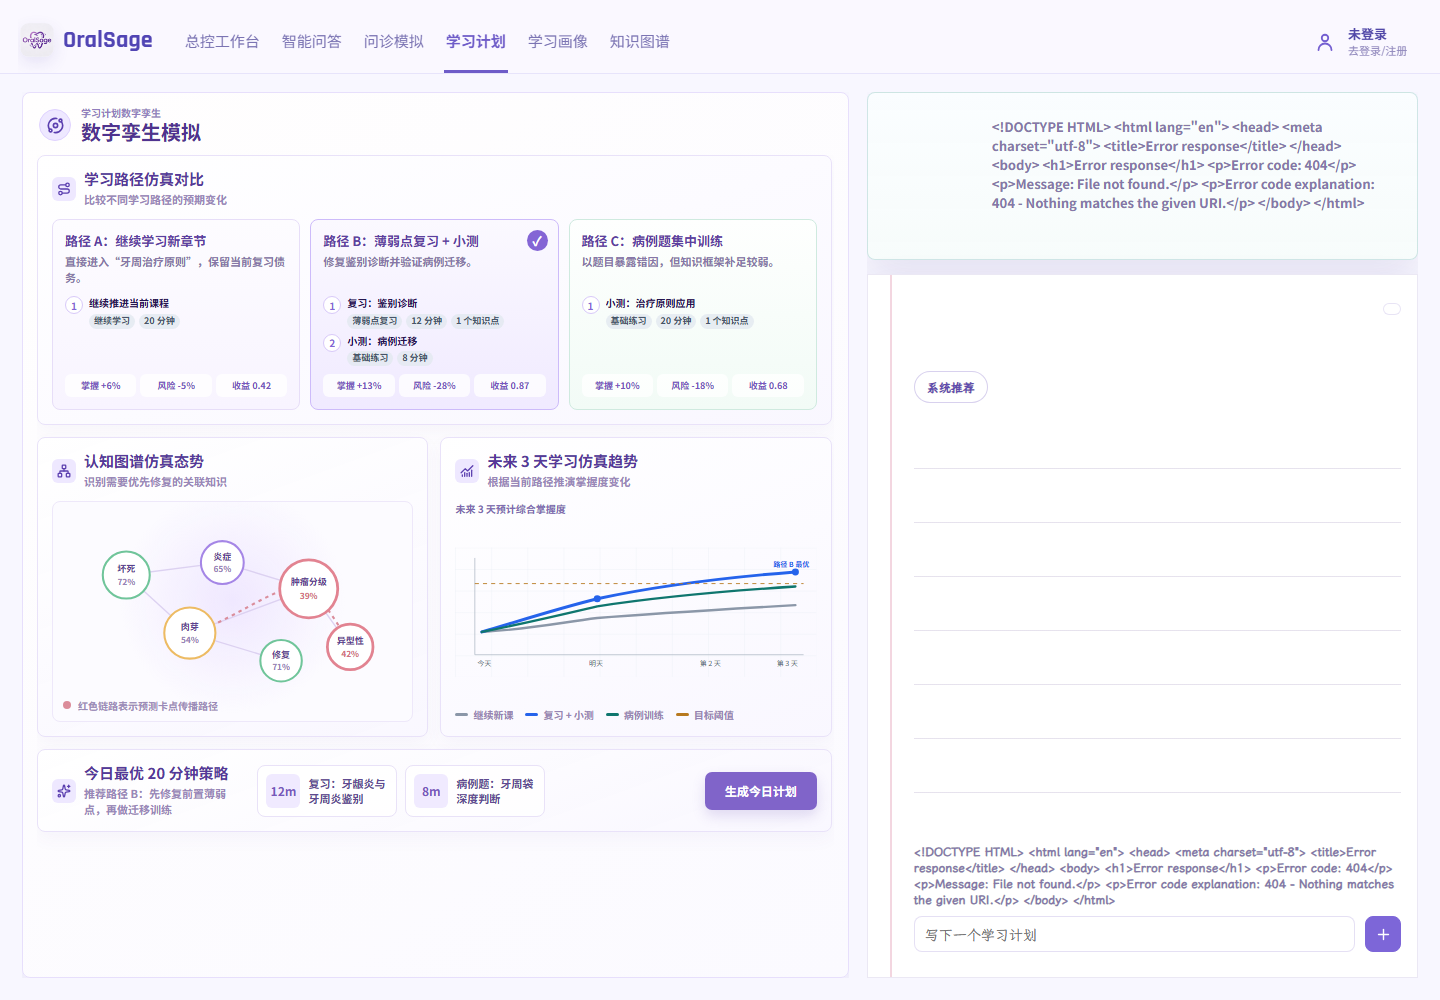 OralSage
OralSage
总控工作台 智能问答 问诊模拟 学习计划 学习画像 知识图谱
未登录
去登录/注册
学习计划数字孪生
数字孪生模拟
学习路径仿真对比
比较不同学习路径的预期变化
路径 A：继续学习新章节
直接进入“牙周治疗原则”，保留当前复习债
务。
1 继续推进当前课程
继续学习 20 分钟
掌握 +6% 风险 -5% 收益 0.42
路径 B：薄弱点复习 + 小测
修复鉴别诊断并验证病例迁移。
1 复习：鉴别诊断
薄弱点复习 12 分钟 1 个知识点
2 小测：病例迁移
基础练习 8 分钟
掌握 +13% 风险 -28% 收益 0.87
路径 C：病例题集中训练
以题目暴露错因，但知识框架补足较弱。
1 小测：治疗原则应用
基础练习 20 分钟 1 个知识点
掌握 +10% 风险 -18% 收益 0.68
认知图谱仿真态势
识别需要优先修复的关联知识
坏死
72%
炎症
65%
肿瘤分级
39%
肉芽
54%
修复
71%
异型性
42%
红色链路表示预测卡点传播路径
未来 3 天学习仿真趋势
根据当前路径推演掌握度变化
未来 3 天预计综合掌握度
路径 B 最优
今天 明天 第 2 天 第 3 天
继续新课 复习 + 小测 病例训练 目标阈值
今日最优 20 分钟策略
推荐路径 B：先修复前置薄弱
点，再做迁移训练
12m 复习：牙龈炎与
牙周炎鉴别
8m 病例题：牙周袋
深度判断
生成今日计划
<!DOCTYPE HTML> <html lang="en"> <head> <meta
charset="utf-8"> <title>Error response</title> </head>
<body> <h1>Error response</h1> <p>Error code: 404</p>
<p>Message: File not found.</p> <p>Error code explanation:
404 - Nothing matches the given URI.</p> </body> </html>
系统推荐
<!DOCTYPE HTML> <html lang="en"> <head> <meta charset="utf-8"> <title>Error
response</title> </head> <body> <h1>Error response</h1> <p>Error code: 404</p>
<p>Message: File not found.</p> <p>Error code explanation: 404 - Nothing matches
the given URI.</p> </body> </html>
写下一个学习计划